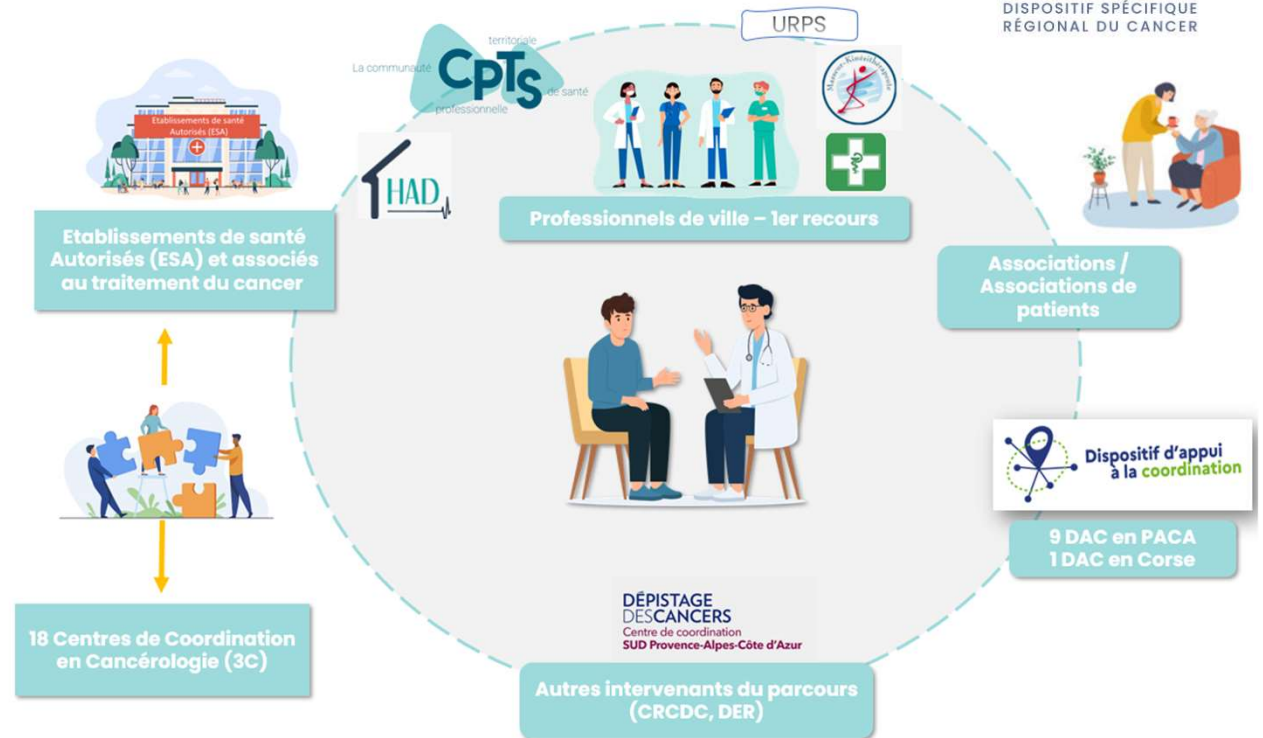 DISPOSITIF SPÉCIFIQUE
RÉGIONAL DU CANCER
URPS
territoriale
La communauté
CPTS
de santé
professionnelle
Masseur-Kinésithérapeute
Etablissements de santé
Autorisés (ESA)
HAD
Professionnels de ville – 1er recours
Etablissements de santé
Autorisés (ESA) et associés
au traitement du cancer
Associations /
Associations de
patients
Dispositif d'appui
à la coordination
9 DAC en PACA
1 DAC en Corse
DÉPISTAGE
DESCANCERS
Centre de coordination
SUD Provence-Alpes-Côte d'Azur
18 Centres de Coordination
en Cancérologie (3C)
Autres intervenants du parcours
(CRCDC, DER)